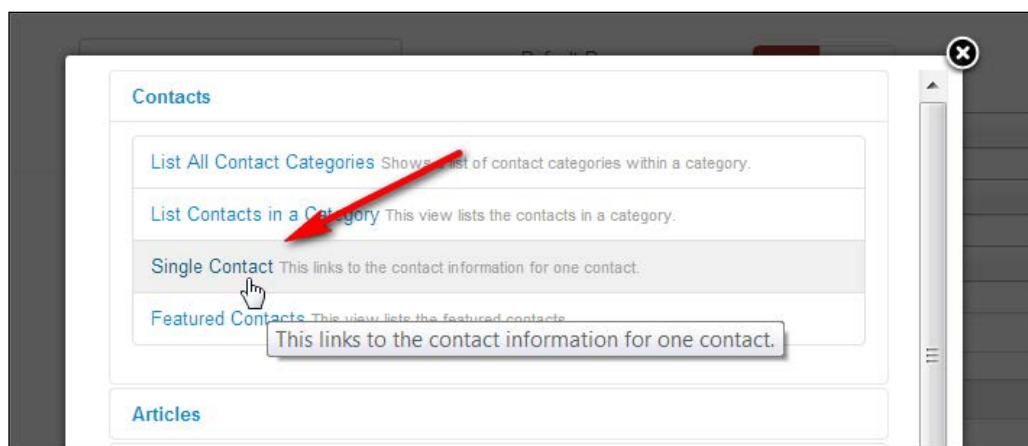 Contacts
List All Contact Categories Shows a list of contact categories within a category.
List Contacts in a Category This view lists the contacts in a category.
Single Contact This links to the contact information for one contact.
Featured Contacts This view lists the featured contacts.
This links to the contact information for one contact.
Articles